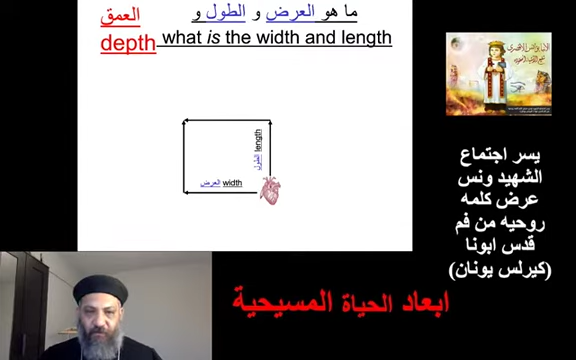 ما هو العرض و الطول و
العمق
what is the width and length
depth
length الطول
العرض width
يسر اجتماع
الشهيد ونس
عرض كلمه
روحيه من فم
قدس ابونا
(كيرلس يونان)
ابعاد الحياة المسيحية